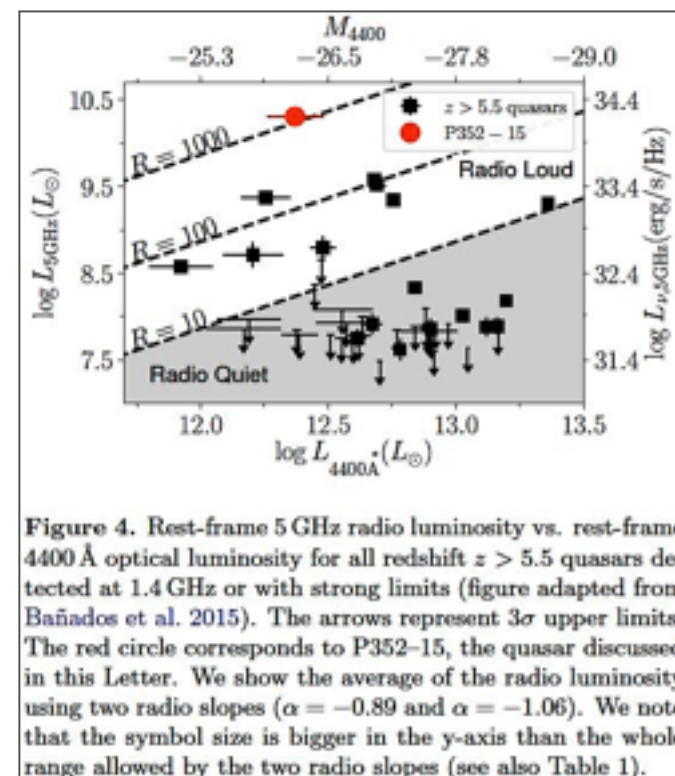 M4400
−25.3 −26.5 −27.8 −29.0
10.5 34.4
z > 5.5 quasars
P352 − 15
R = 1000
Radio Loud
9.5 33.4
R = 100
log L5GHz(L⊙)
log Lν,5GHz(erg/s/Hz)
8.5 32.4
R = 10
7.5 31.4
Radio Quiet
12.0 12.5 13.0 13.5
log L4400Å(L⊙)
Figure 4. Rest-frame 5 GHz radio luminosity vs. rest-frame
4400 Å optical luminosity for all redshift z > 5.5 quasars de
tected at 1.4 GHz or with strong limits (figure adapted from
Bañados et al. 2015). The arrows represent 3σ upper limits
The red circle corresponds to P352–15, the quasar discussed
in this Letter. We show the average of the radio luminosity
using two radio slopes (α = −0.89 and α = −1.06). We note
that the symbol size is bigger in the y-axis than the whole
range allowed by the two radio slopes (see also Table 1).